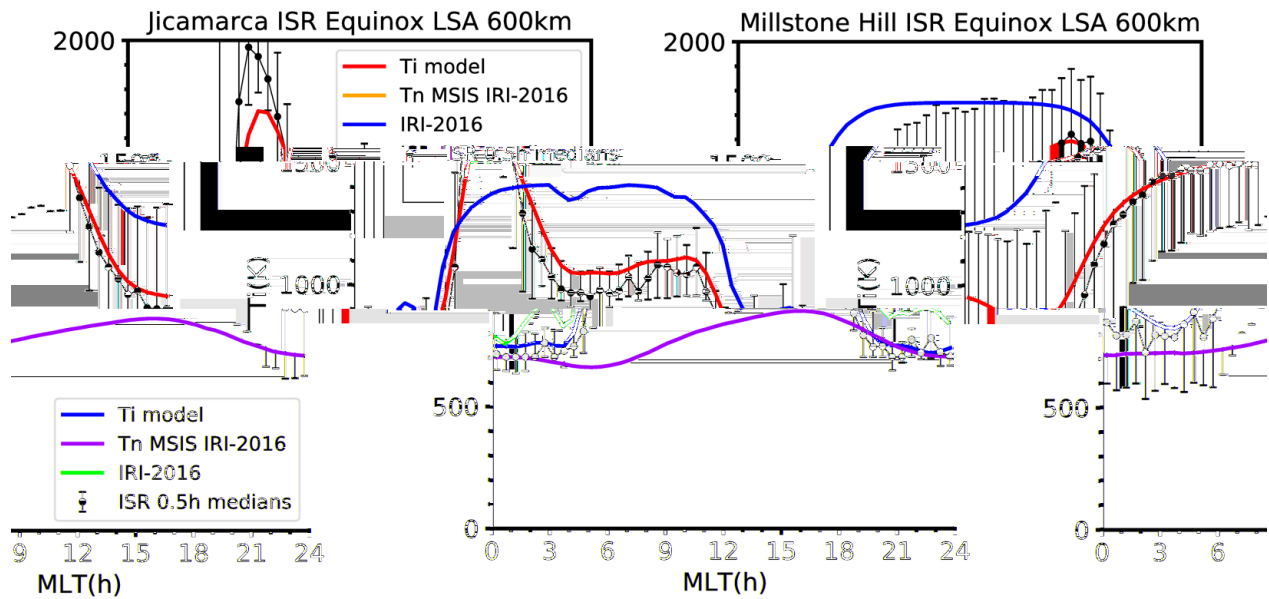 Jicamarca ISR Equinox LSA 600km
Millstone Hill ISR Equinox LSA 600km
2000
2000
Ti model
Tn MSIS IRI-2016
IRI-2016
1500
1500
1000
1000
500
500
Ti model
Tn MSIS IRI-2016
IRI-2016
ISR 0.5h medians
0
0
9 12 15 18 21 24
0 3 6 9 12 15 18 21 24
0 3 6
MLT(h)
MLT(h)